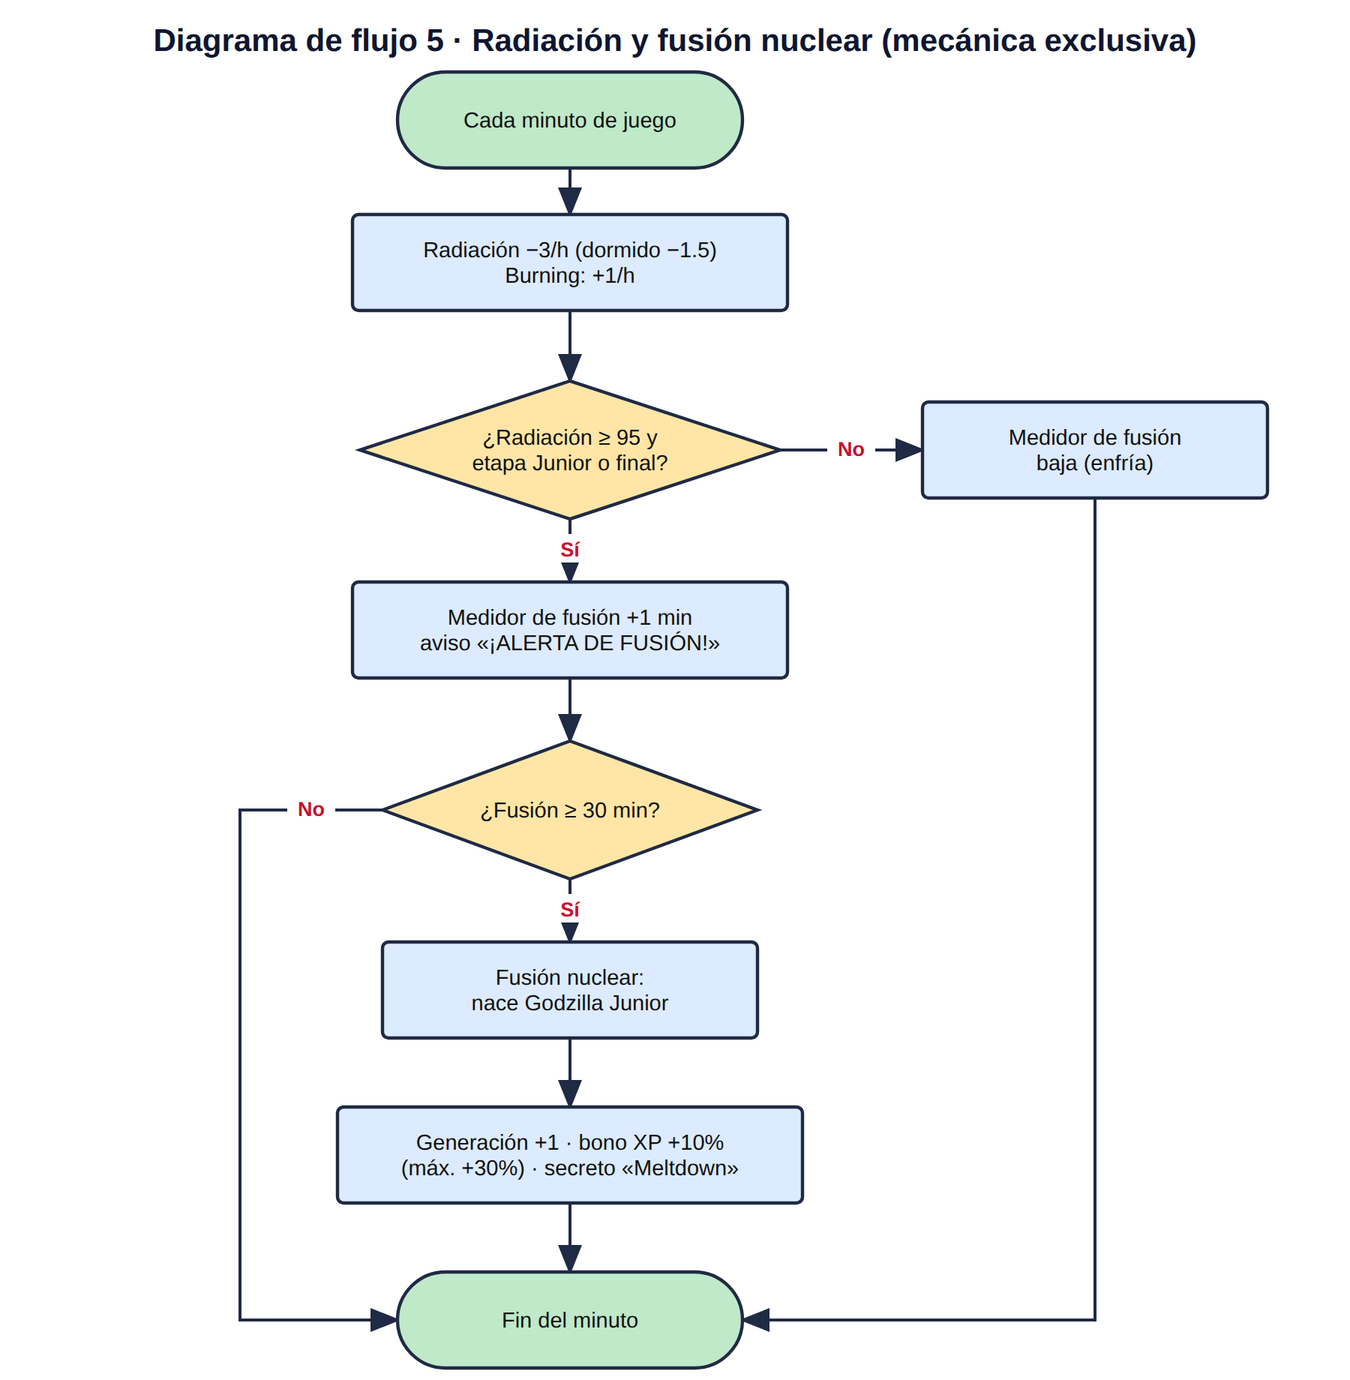 Diagrama de flujo 5 · Radiación y fusión nuclear (mecánica exclusiva)
Cada minuto de juego
Radiación −3/h (dormido −1.5)
Burning: +1/h
¿Radiación ≥ 95 y
etapa Junior o final?
No
Medidor de fusión
baja (enfría)
Sí
Medidor de fusión +1 min
aviso «¡ALERTA DE FUSIÓN!»
¿Fusión ≥ 30 min?
No
Sí
Fusión nuclear:
nace Godzilla Junior
Generación +1 · bono XP +10%
(máx. +30%) · secreto «Meltdown»
Fin del minuto